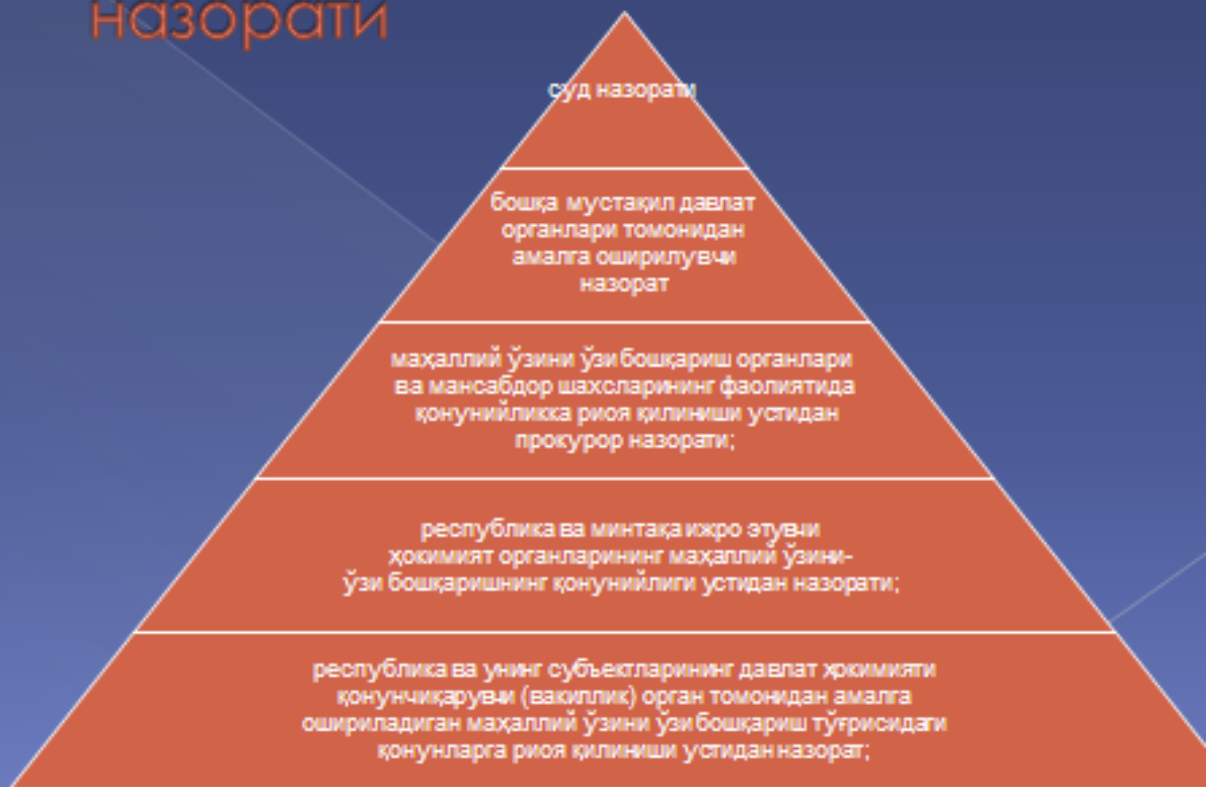 назорати
суд назорати
бошқа мустақил давлат
органлари томонидан
амалга оширилувчи
назорат
маҳаллий ўзини ўзи бошқариш органлари
ва мансабдор шахсларининг фаолиятида
қонунийликка риоя қилиниши устидан
прокурор назорати;
республика ва минтақа ижро этувчи
ҳокимият органларининг маҳаллий ўзини-
ўзи бошқаришнинг қонунийлиги устидан назорати;
республика ва унинг субъектларининг давлат ҳокимияти
қонунчиқарувчи (вакиллик) орган томонидан амалга
ошириладиган маҳаллий ўзини ўзи бошқариш тўғрисидаги
қонунларга риоя қилиниши устидан назорат;